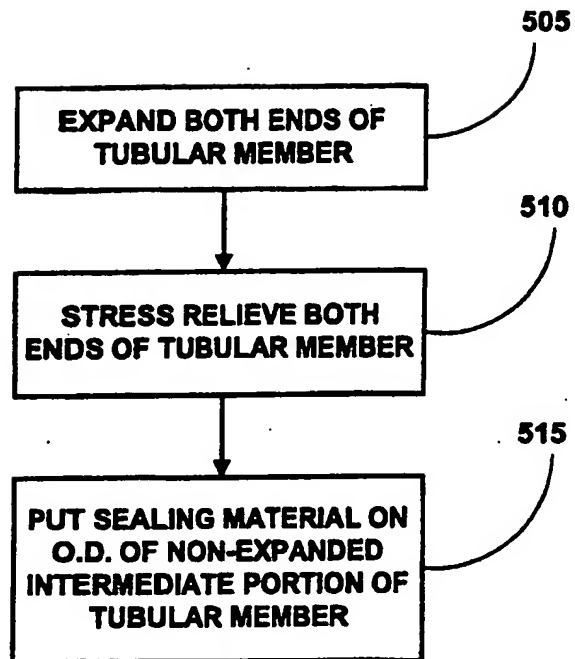 505
EXPAND BOTH ENDS OF
TUBULAR MEMBER
510
STRESS RELIEVE BOTH
ENDS OF TUBULAR MEMBER
515
PUT SEALING MATERIAL ON
O.D. OF NON-EXPANDED
INTERMEDIATE PORTION OF
TUBULAR MEMBER